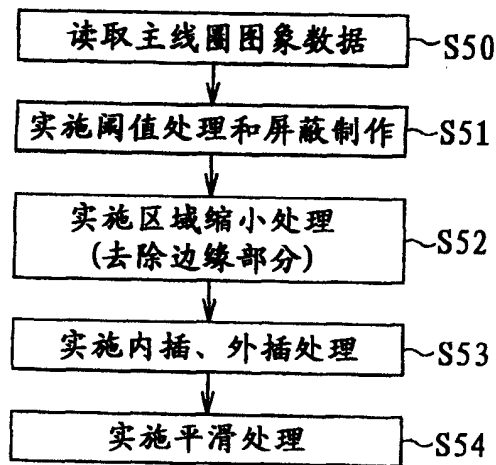 读取主线圈图象数据
S50
实施阈值处理和屏蔽制作
S51
实施区域缩小处理
(去除边缘部分)
S52
实施内插、外插处理
S53
实施平滑处理
S54